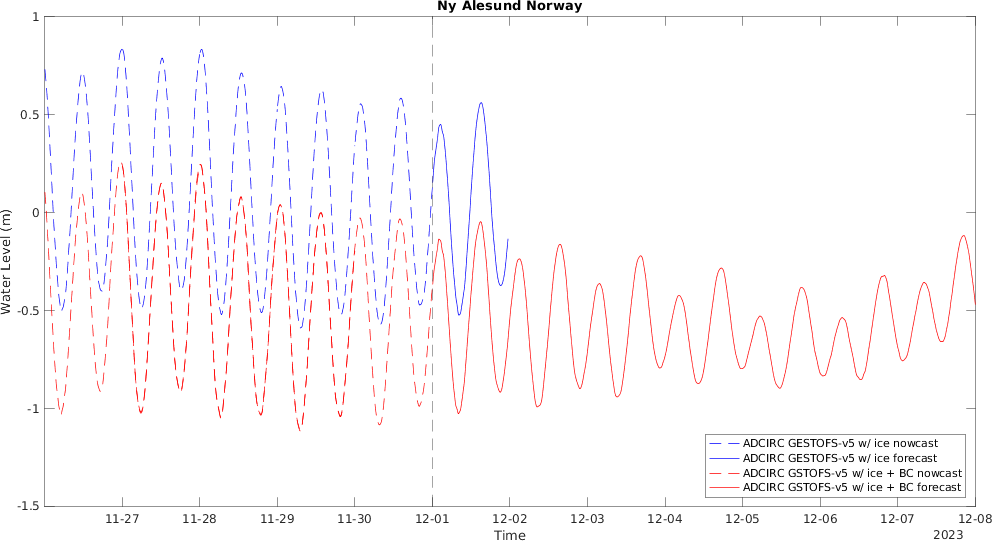 Ny Alesund Norway
1
0.5
0
-0.5
-1
-1.5
Water Level (m)
11-27 11-28 11-29 11-30 12-01 12-02 12-03 12-04 12-05 12-06 12-07 12-08
Time
2023
ADCIRC GESTOFS-v5 w/ ice nowcast
ADCIRC GESTOFS-v5 w/ ice forecast
ADCIRC GSTOFS-v5 w/ ice + BC nowcast
ADCIRC GSTOFS-v5 w/ ice + BC forecast